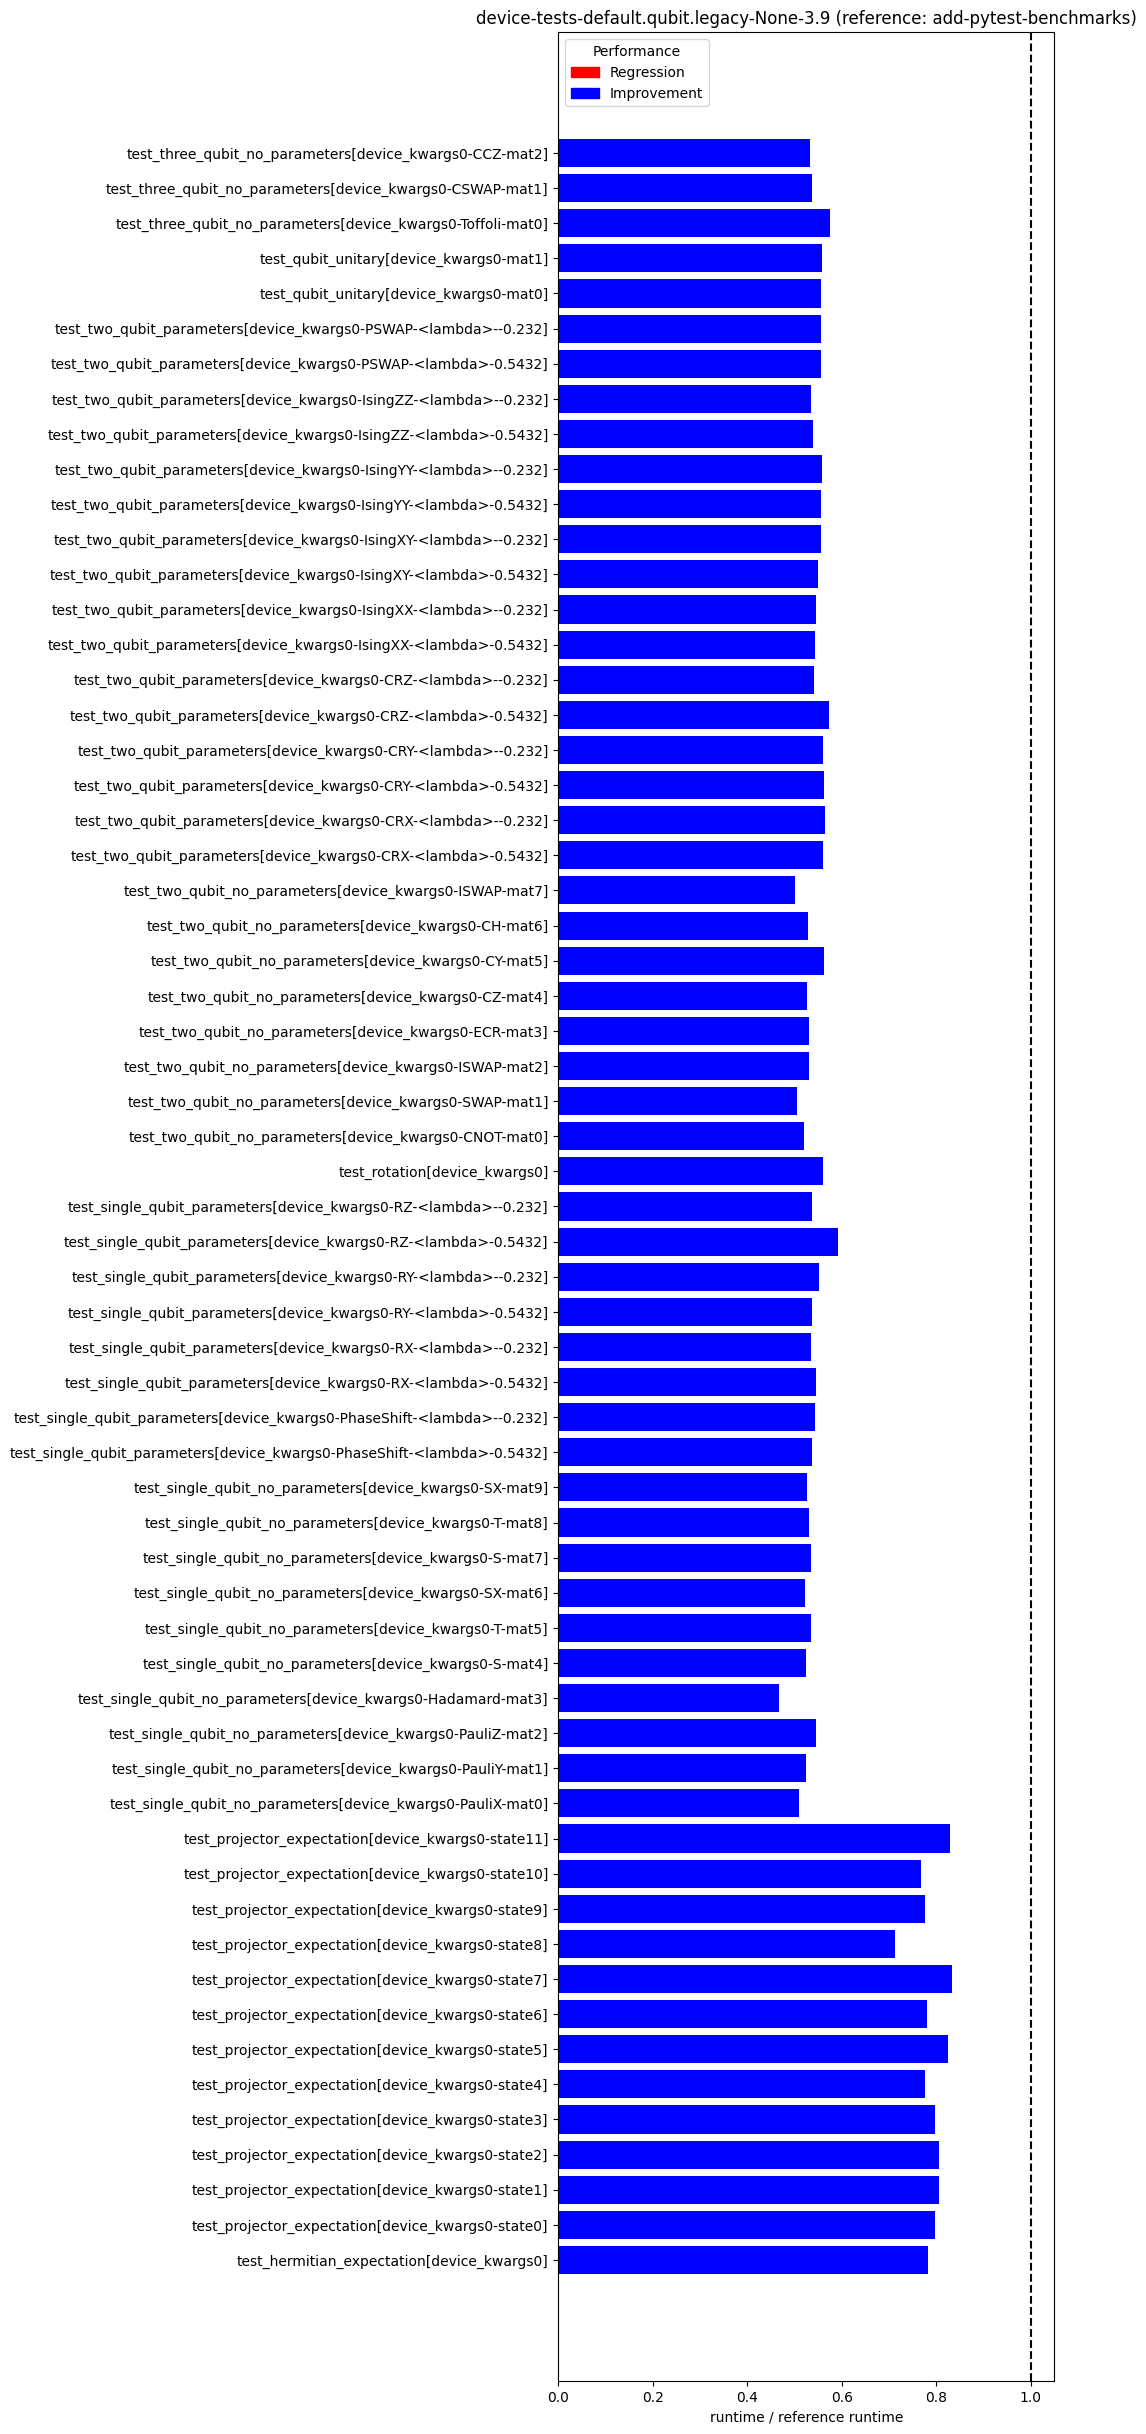 device-tests-default.qubit.legacy-None-3.9 (reference: add-pytest-benchmarks)
Performance
Regression
Improvement
test_three_qubit_no_parameters[device_kwargs0-CCZ-mat2]
test_three_qubit_no_parameters[device_kwargs0-CSWAP-mat1]
test_three_qubit_no_parameters[device_kwargs0-Toffoli-mat0]
test_qubit_unitary[device_kwargs0-mat1]
test_qubit_unitary[device_kwargs0-mat0]
test_two_qubit_parameters[device_kwargs0-PSWAP-<lambda>--0.232]
test_two_qubit_parameters[device_kwargs0-PSWAP-<lambda>-0.5432]
test_two_qubit_parameters[device_kwargs0-IsingZZ-<lambda>--0.232]
test_two_qubit_parameters[device_kwargs0-IsingZZ-<lambda>-0.5432]
test_two_qubit_parameters[device_kwargs0-IsingYY-<lambda>--0.232]
test_two_qubit_parameters[device_kwargs0-IsingYY-<lambda>-0.5432]
test_two_qubit_parameters[device_kwargs0-IsingXY-<lambda>--0.232]
test_two_qubit_parameters[device_kwargs0-IsingXY-<lambda>-0.5432]
test_two_qubit_parameters[device_kwargs0-IsingXX-<lambda>--0.232]
test_two_qubit_parameters[device_kwargs0-IsingXX-<lambda>-0.5432]
test_two_qubit_parameters[device_kwargs0-CRZ-<lambda>--0.232]
test_two_qubit_parameters[device_kwargs0-CRZ-<lambda>-0.5432]
test_two_qubit_parameters[device_kwargs0-CRY-<lambda>--0.232]
test_two_qubit_parameters[device_kwargs0-CRY-<lambda>-0.5432]
test_two_qubit_parameters[device_kwargs0-CRX-<lambda>--0.232]
test_two_qubit_parameters[device_kwargs0-CRX-<lambda>-0.5432]
test_two_qubit_no_parameters[device_kwargs0-ISWAP-mat7]
test_two_qubit_no_parameters[device_kwargs0-CH-mat6]
test_two_qubit_no_parameters[device_kwargs0-CY-mat5]
test_two_qubit_no_parameters[device_kwargs0-CZ-mat4]
test_two_qubit_no_parameters[device_kwargs0-ECR-mat3]
test_two_qubit_no_parameters[device_kwargs0-ISWAP-mat2]
test_two_qubit_no_parameters[device_kwargs0-SWAP-mat1]
test_two_qubit_no_parameters[device_kwargs0-CNOT-mat0]
test_rotation[device_kwargs0]
test_single_qubit_parameters[device_kwargs0-RZ-<lambda>--0.232]
test_single_qubit_parameters[device_kwargs0-RZ-<lambda>-0.5432]
test_single_qubit_parameters[device_kwargs0-RY-<lambda>--0.232]
test_single_qubit_parameters[device_kwargs0-RY-<lambda>-0.5432]
test_single_qubit_parameters[device_kwargs0-RX-<lambda>--0.232]
test_single_qubit_parameters[device_kwargs0-RX-<lambda>-0.5432]
test_single_qubit_parameters[device_kwargs0-PhaseShift-<lambda>--0.232]
test_single_qubit_parameters[device_kwargs0-PhaseShift-<lambda>-0.5432]
test_single_qubit_no_parameters[device_kwargs0-SX-mat9]
test_single_qubit_no_parameters[device_kwargs0-T-mat8]
test_single_qubit_no_parameters[device_kwargs0-S-mat7]
test_single_qubit_no_parameters[device_kwargs0-SX-mat6]
test_single_qubit_no_parameters[device_kwargs0-T-mat5]
test_single_qubit_no_parameters[device_kwargs0-S-mat4]
test_single_qubit_no_parameters[device_kwargs0-Hadamard-mat3]
test_single_qubit_no_parameters[device_kwargs0-PauliZ-mat2]
test_single_qubit_no_parameters[device_kwargs0-PauliY-mat1]
test_single_qubit_no_parameters[device_kwargs0-PauliX-mat0]
test_projector_expectation[device_kwargs0-state11]
test_projector_expectation[device_kwargs0-state10]
test_projector_expectation[device_kwargs0-state9]
test_projector_expectation[device_kwargs0-state8]
test_projector_expectation[device_kwargs0-state7]
test_projector_expectation[device_kwargs0-state6]
test_projector_expectation[device_kwargs0-state5]
test_projector_expectation[device_kwargs0-state4]
test_projector_expectation[device_kwargs0-state3]
test_projector_expectation[device_kwargs0-state2]
test_projector_expectation[device_kwargs0-state1]
test_projector_expectation[device_kwargs0-state0]
test_hermitian_expectation[device_kwargs0]
0.0 0.2 0.4 0.6 0.8 1.0
runtime / reference runtime